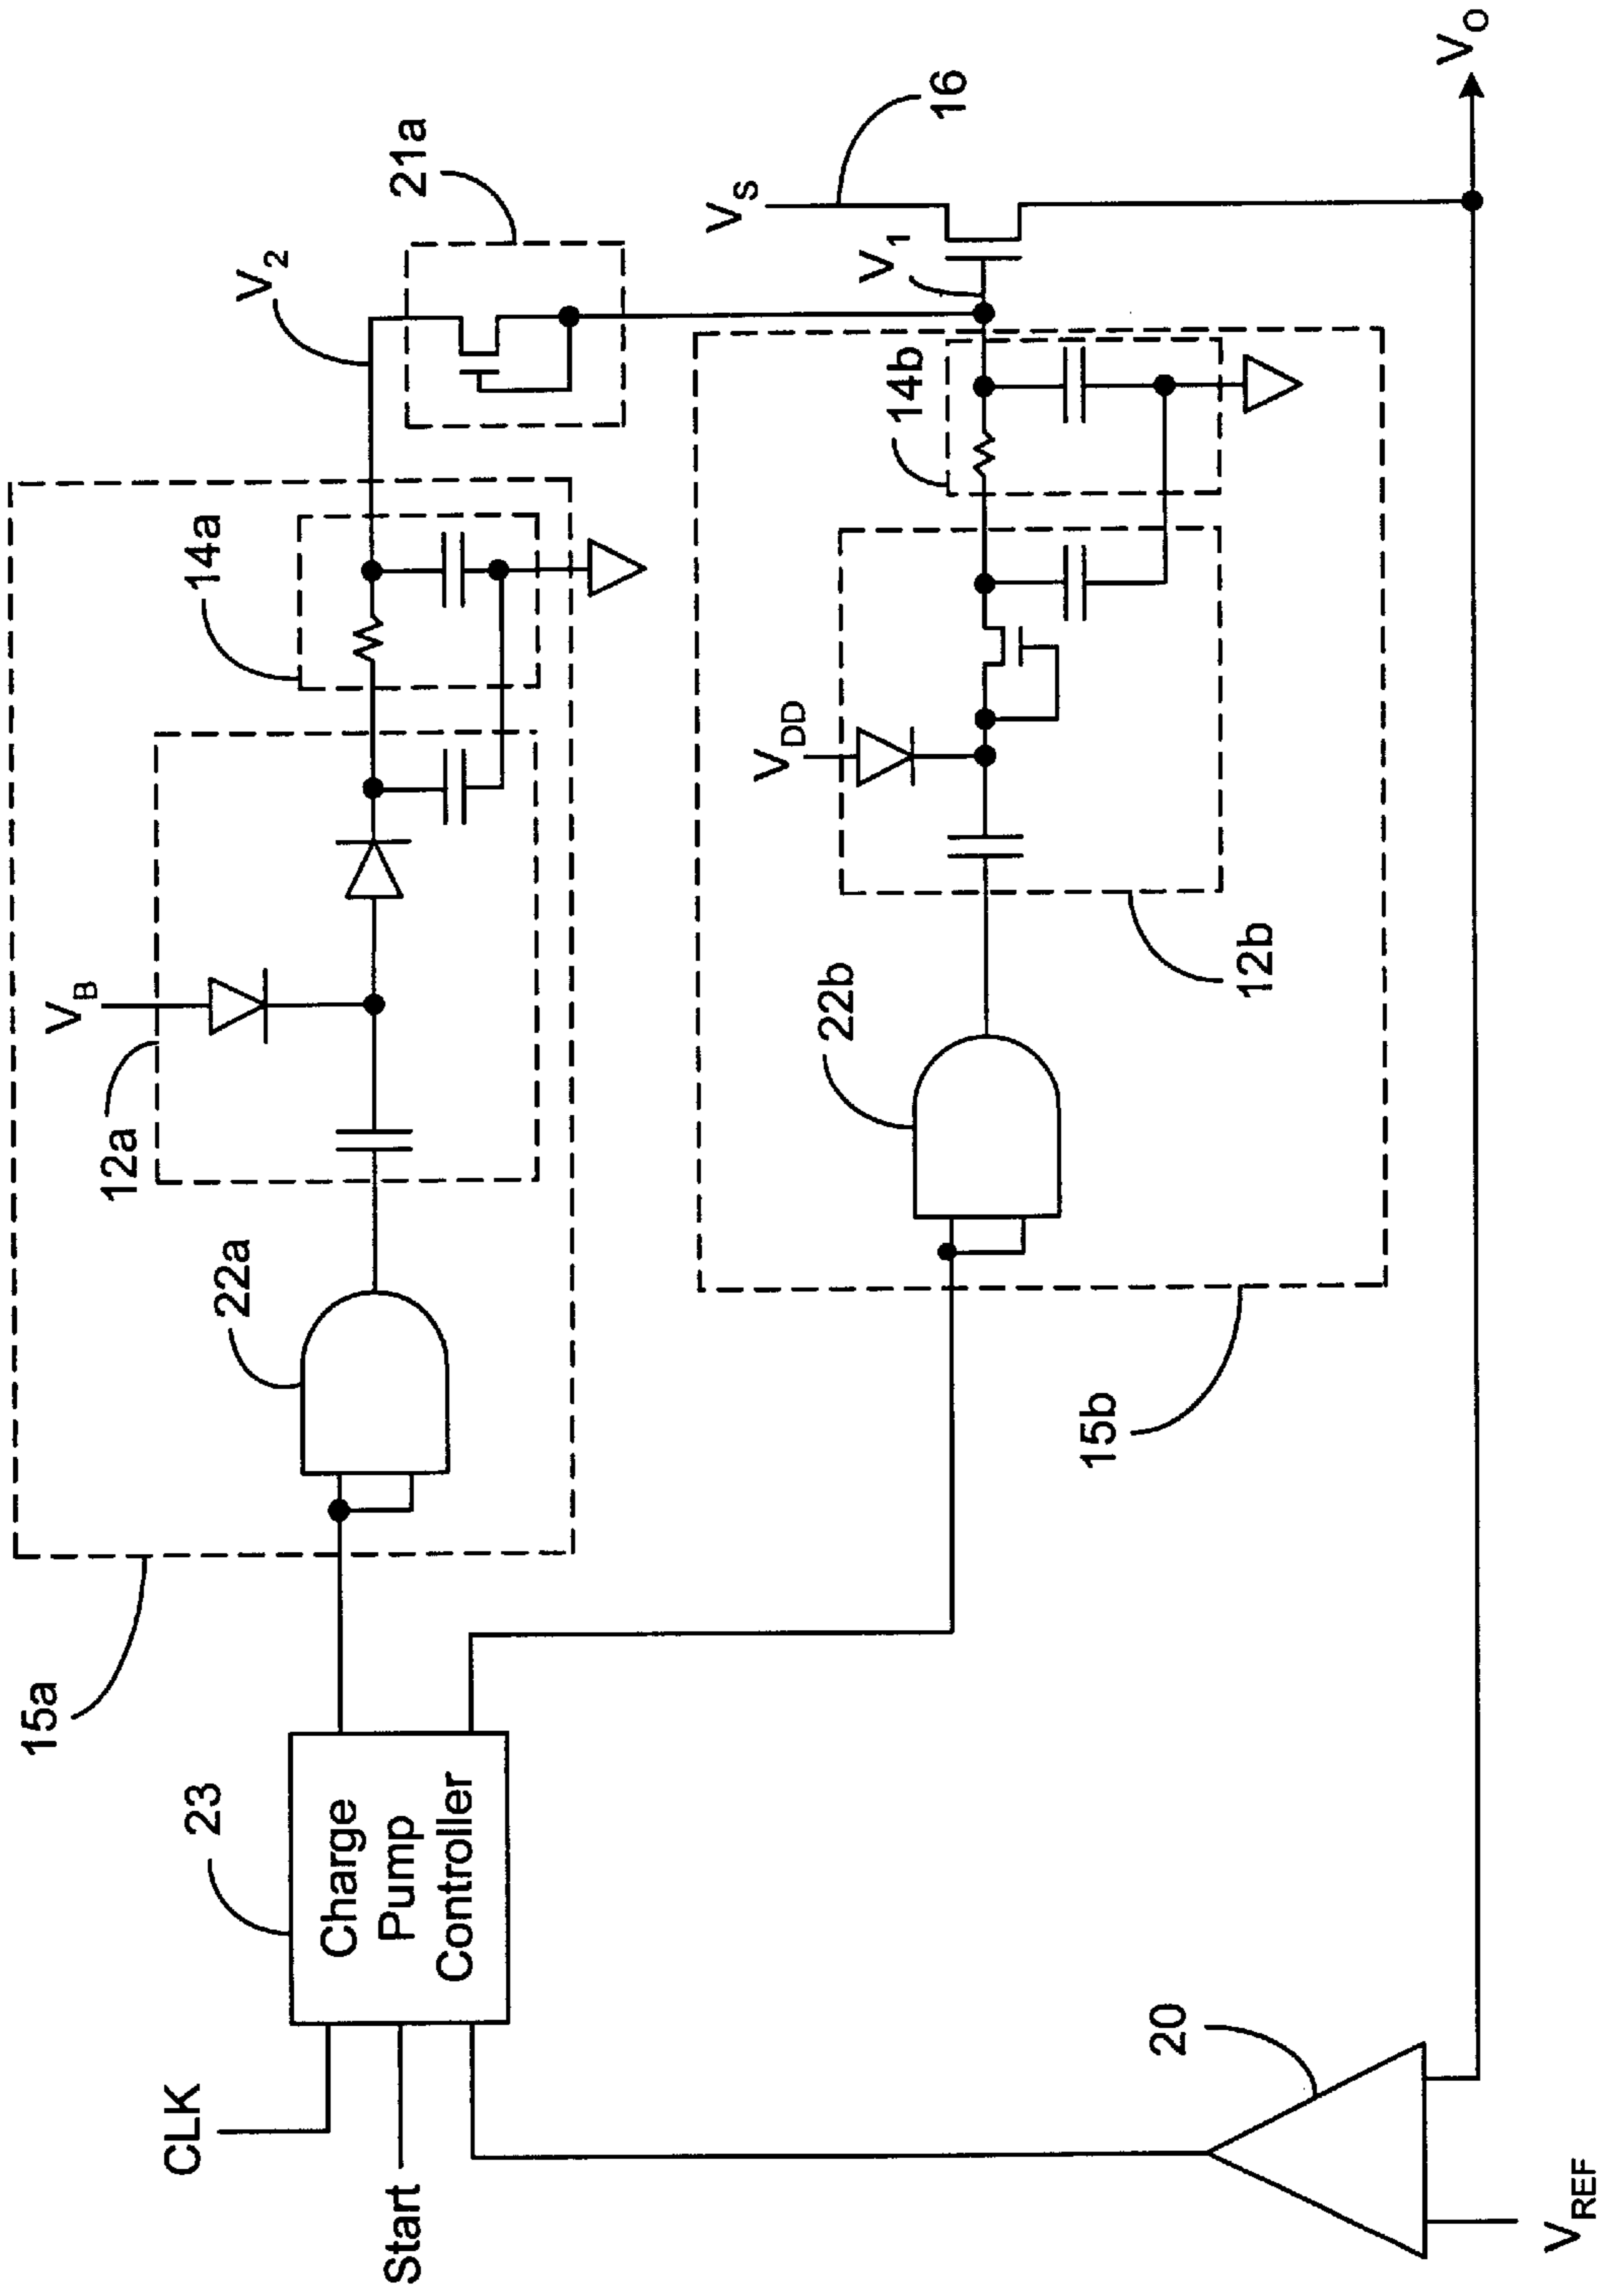 15a
12a
V_B
14a
V_2
21a
22a
23
Charge
Pump
Controller
CLK
Start
22b
V_DD
14b
V_1
V_S
16
12b
15b
20
V_REF
V_O